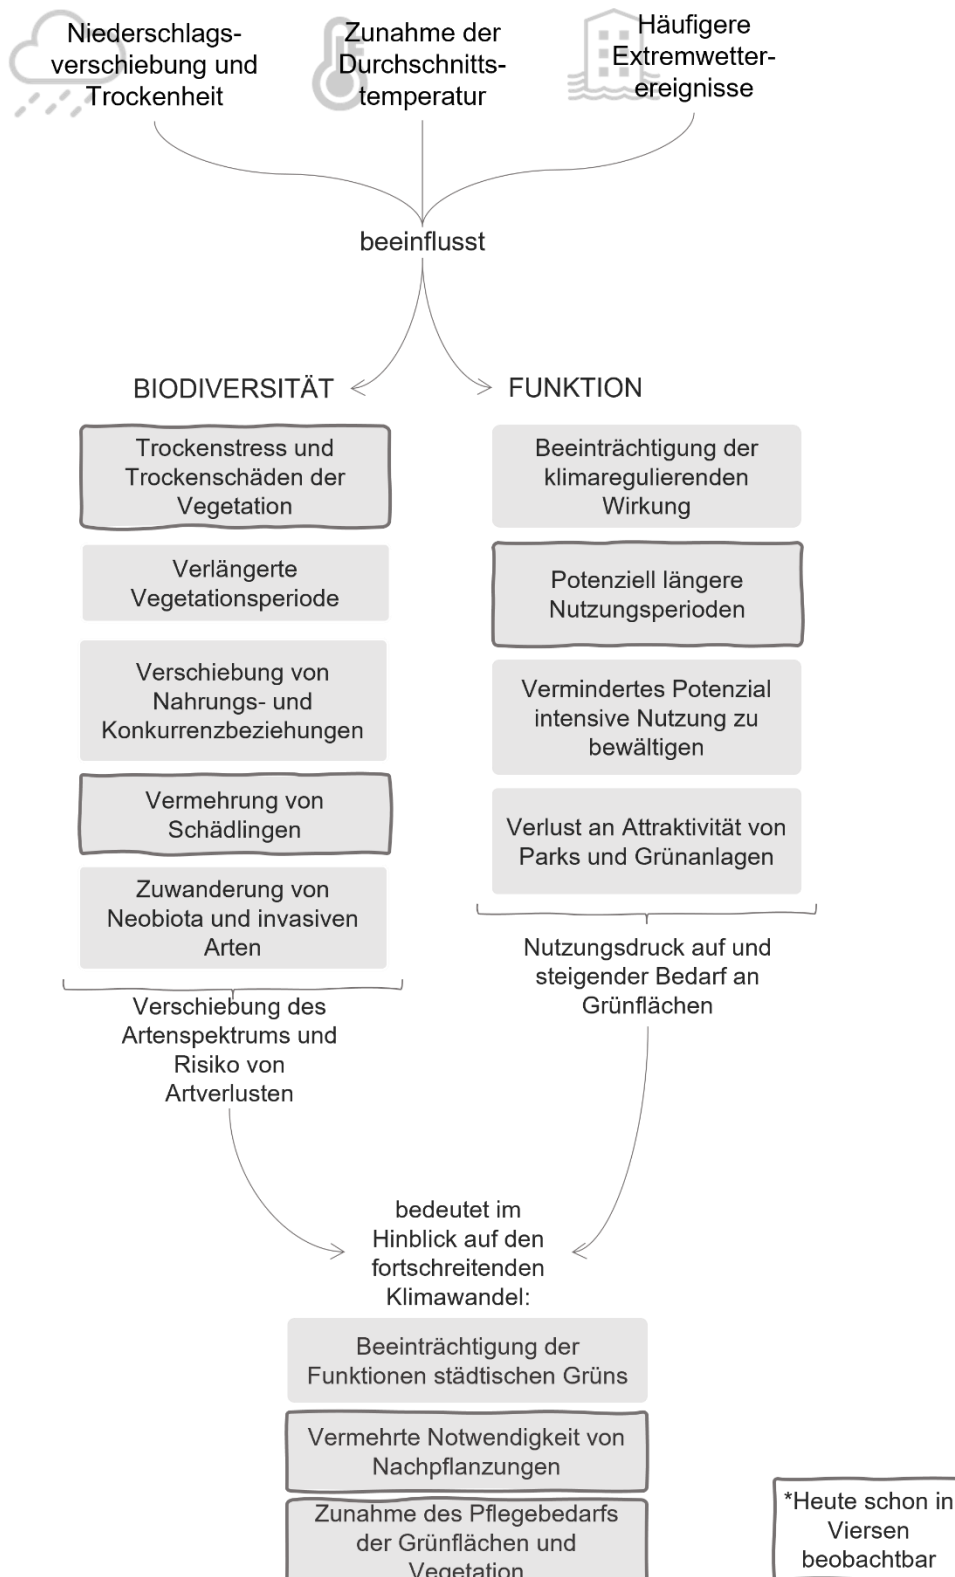 Niederschlags-
verschiebung und
Trockenheit
Zunahme der
Durchschnitts-
temperatur
Häufigere
Extremwetter-
ereignisse
beeinflusst
BIODIVERSITÄT
Trockenstress und
Trockenschäden der
Vegetation
Verlängerte
Vegetationsperiode
Verschiebung von
Nahrungs- und
Konkurrenzbeziehungen
Vermehrung von
Schädlingen
Zuwanderung von
Neobiota und invasiven
Arten
Verschiebung des
Artenspektrums und
Risiko von
Artverlusten
FUNKTION
Beeinträchtigung der
klimaregulierenden
Wirkung
Potenziell längere
Nutzungsperioden
Vermindertes Potenzial
intensive Nutzung zu
bewältigen
Verlust an Attraktivität von
Parks und Grünanlagen
Nutzungsdruck auf und
steigender Bedarf an
Grünflächen
bedeutet im
Hinblick auf den
fortschreitenden
Klimawandel:
Beeinträchtigung der
Funktionen städtischen Grüns
Vermehrte Notwendigkeit von
Nachpflanzungen
Zunahme des Pflegebedarfs
der Grünflächen und
Vegetation
*Heute schon in
Viersen
beobachtbar